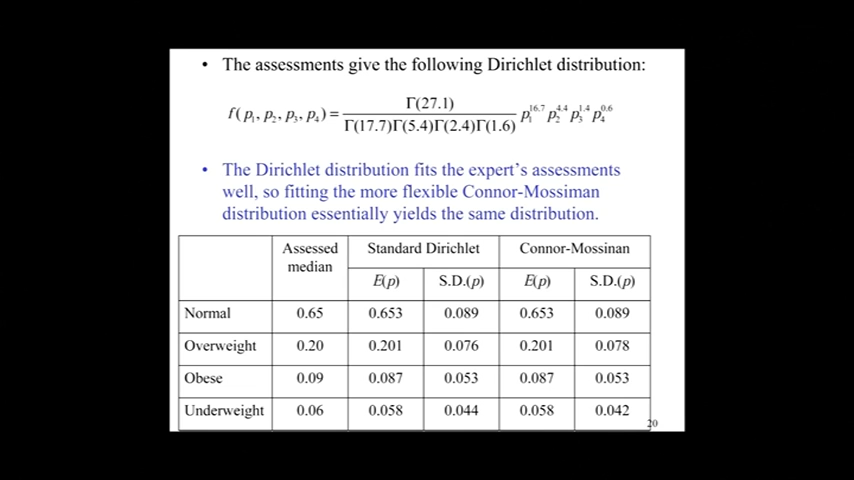 • The assessments give the following Dirichlet distribution:
f(p₁, p₂, p₃, p₄) = Γ(27.1) / Γ(17.7)Γ(5.4)Γ(2.4)Γ(1.6) p₁^16.7 p₂^4.4 p₃^1.4 p₄^0.6
• The Dirichlet distribution fits the expert's assessments
well, so fitting the more flexible Connor-Mossiman
distribution essentially yields the same distribution.
Assessed median Standard Dirichlet Connor-Mossinan
E(p) S.D.(p) E(p) S.D.(p)
Normal 0.65 0.653 0.089 0.653 0.089
Overweight 0.20 0.201 0.076 0.201 0.078
Obese 0.09 0.087 0.053 0.087 0.053
Underweight 0.06 0.058 0.044 0.058 0.042
20